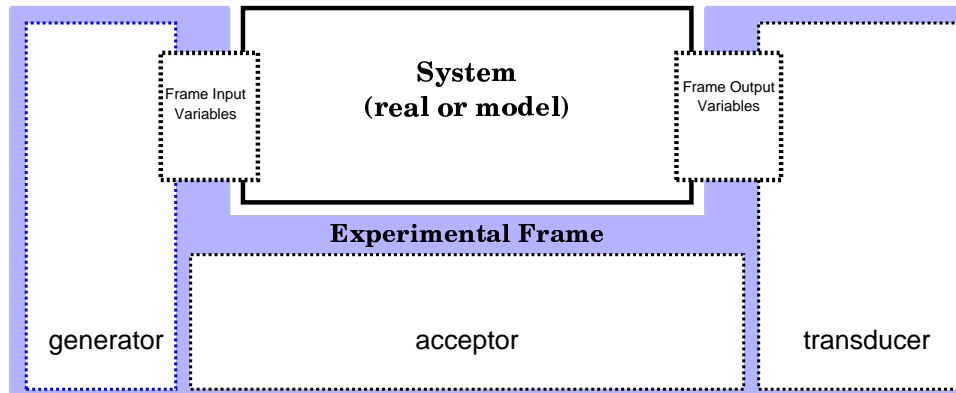 System
(real or model)
Frame Input
Variables
Frame Output
Variables
Experimental Frame
generator
acceptor
transducer